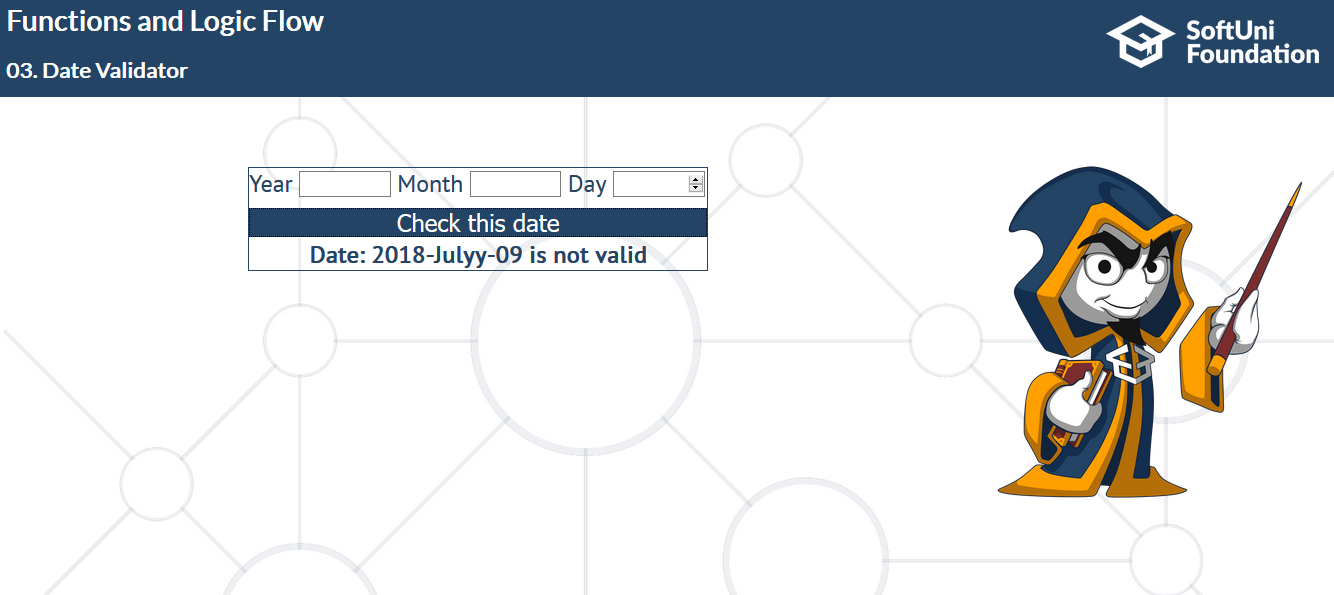 Functions and Logic Flow
03. Date Validator
SoftUni
Foundation
Year Month Day
Check this date
Date: 2018-Julyy-09 is not valid